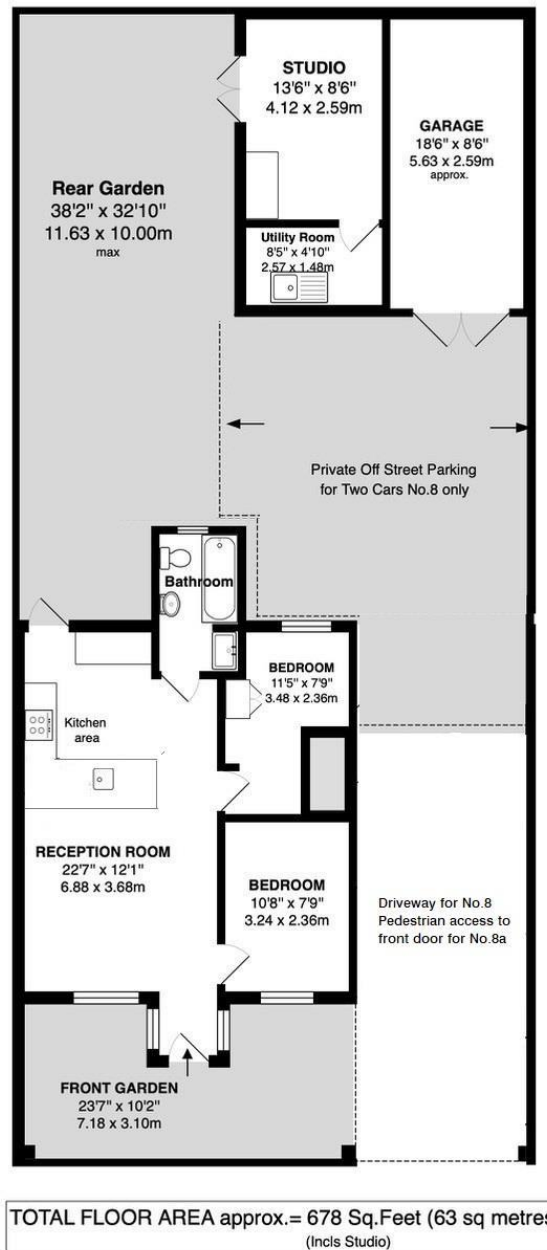 STUDIO
13'6" x 8'6"
4.12 x 2.59m
GARAGE
18'6" x 8'6"
5.63 x 2.59m
approx.
Rear Garden
38'2" x 32'10"
11.63 x 10.00m
max
Utility Room
8'5" x 4'10"
2.57 x 1.48m
Private Off Street Parking
for Two Cars No.8 only
Bathroom
BEDROOM
11'5" x 7'9"
3.48 x 2.36m
Kitchen
area
RECEPTION ROOM
22'7" x 12'1"
6.88 x 3.68m
BEDROOM
10'8" x 7'9"
3.24 x 2.36m
Driveway for No.8
Pedestrian access to
front door for No.8a
FRONT GARDEN
23'7" x 10'2"
7.18 x 3.10m
TOTAL FLOOR AREA approx.= 678 Sq.Feet (63 sq metres
(Incls Studio)